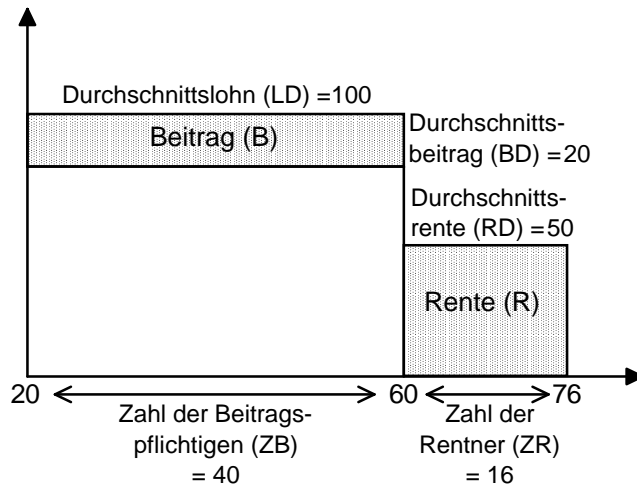 Durchschnittslohn (LD) =100
Beitrag (B)
Durchschnitts-
beitrag (BD) = 20
Durchschnitts-
rente (RD) = 50
Rente (R)
20
60
76
Zahl der Beitrags-
pflichtigen (ZB)
= 40
Zahl der
Rentner (ZR)
= 16